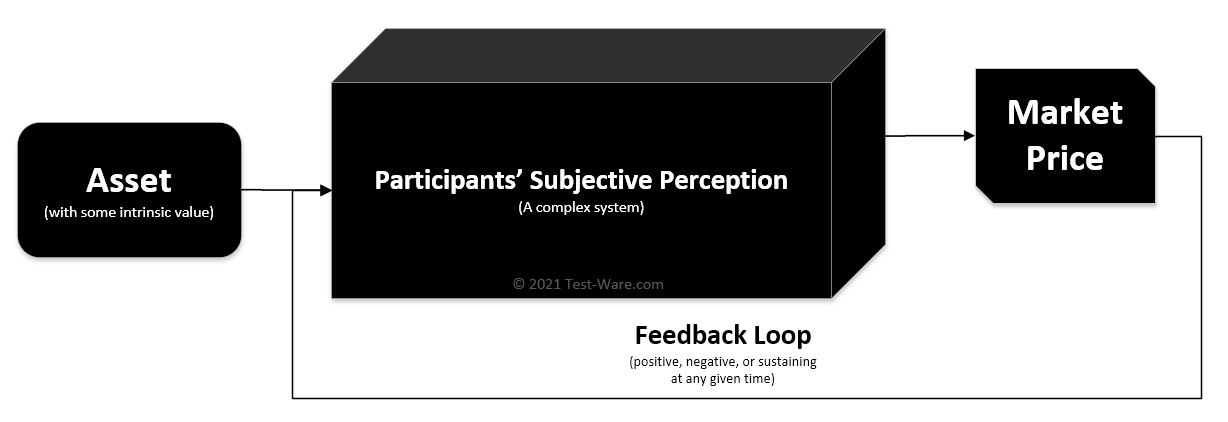 Asset
(with some intrinsic value)
Participants’ Subjective Perception
(A complex system)
© 2021 Test-Ware.com
Market
Price
Feedback Loop
(positive, negative, or sustaining
at any given time)